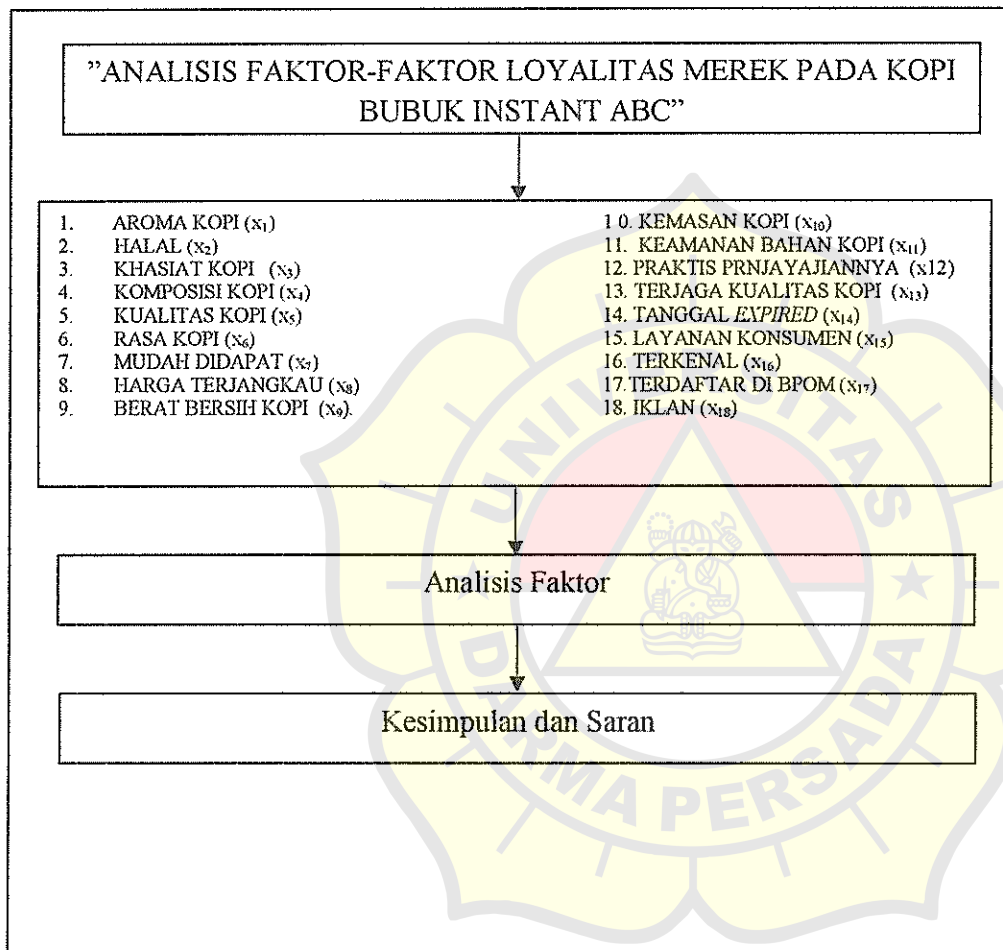 ”ANALISIS FAKTOR-FAKTOR LOYALITAS MEREK PADA KOPI
BUBUK INSTANT ABC”
1. AROMA KOPI (x₁)
2. HALAL (x₂)
3. KHASIAT KOPI (x₃)
4. KOMPOSISI KOPI (x₄)
5. KUALITAS KOPI (x₅)
6. RASA KOPI (x₆)
7. MUDAH DIDAPAT (x₇)
8. HARGA TERJANGKAU (x₈)
9. BERAT BERSIH KOPI (x₉).
1 0. KEMASAN KOPI (x₁₀)
11. KEAMANAN BAHAN KOPI (x₁₁)
12. PRAKTIS PRNJAYAJIANNYA (x12)
13. TERJAGA KUALITAS KOPI (x₁₃)
14. TANGGAL EXPIRED (x₁₄)
15. LAYANAN KONSUMEN (x₁₅)
16. TERKENAL (x₁₆)
17. TERDAFTAR DI BPOM (x₁₇)
18. IKLAN (x₁₈)
Analisis Faktor
Kesimpulan dan Saran
UNIVERSITAS
DARMA PERSADA